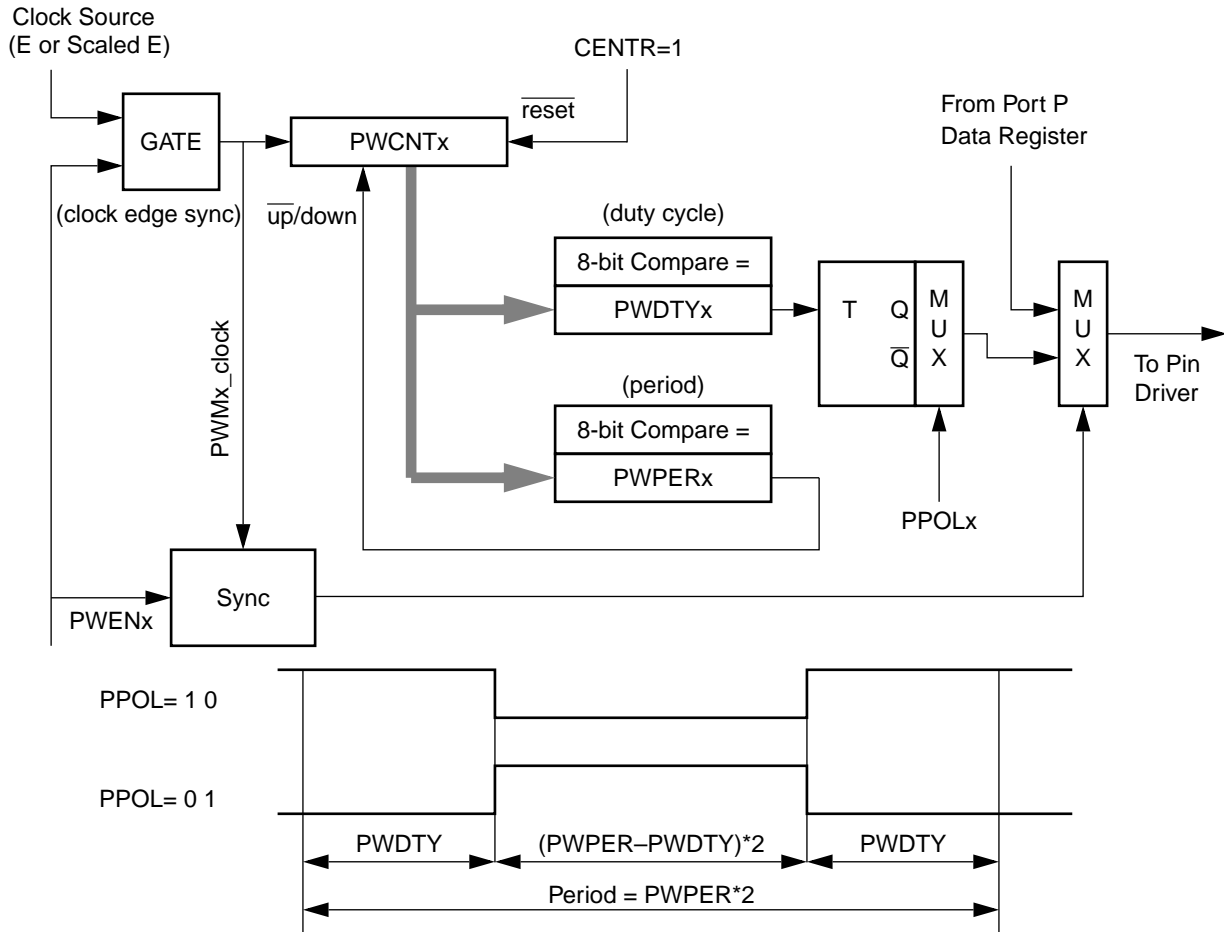 Clock Source
(E or Scaled E)
CENTR=1
reset
From Port P
Data Register
GATE
PWCNTx
(clock edge sync)
up/down
(duty cycle)
8-bit Compare =
PWDTYx
T Q
Q
MUX
MUX
To Pin
Driver
(period)
8-bit Compare =
PWPERx
PPOLx
PWMx_clock
Sync
PWENx
PPOL= 1 0
PPOL= 0 1
PWDTY
(PWPER–PWDTY)*2
PWDTY
Period = PWPER*2